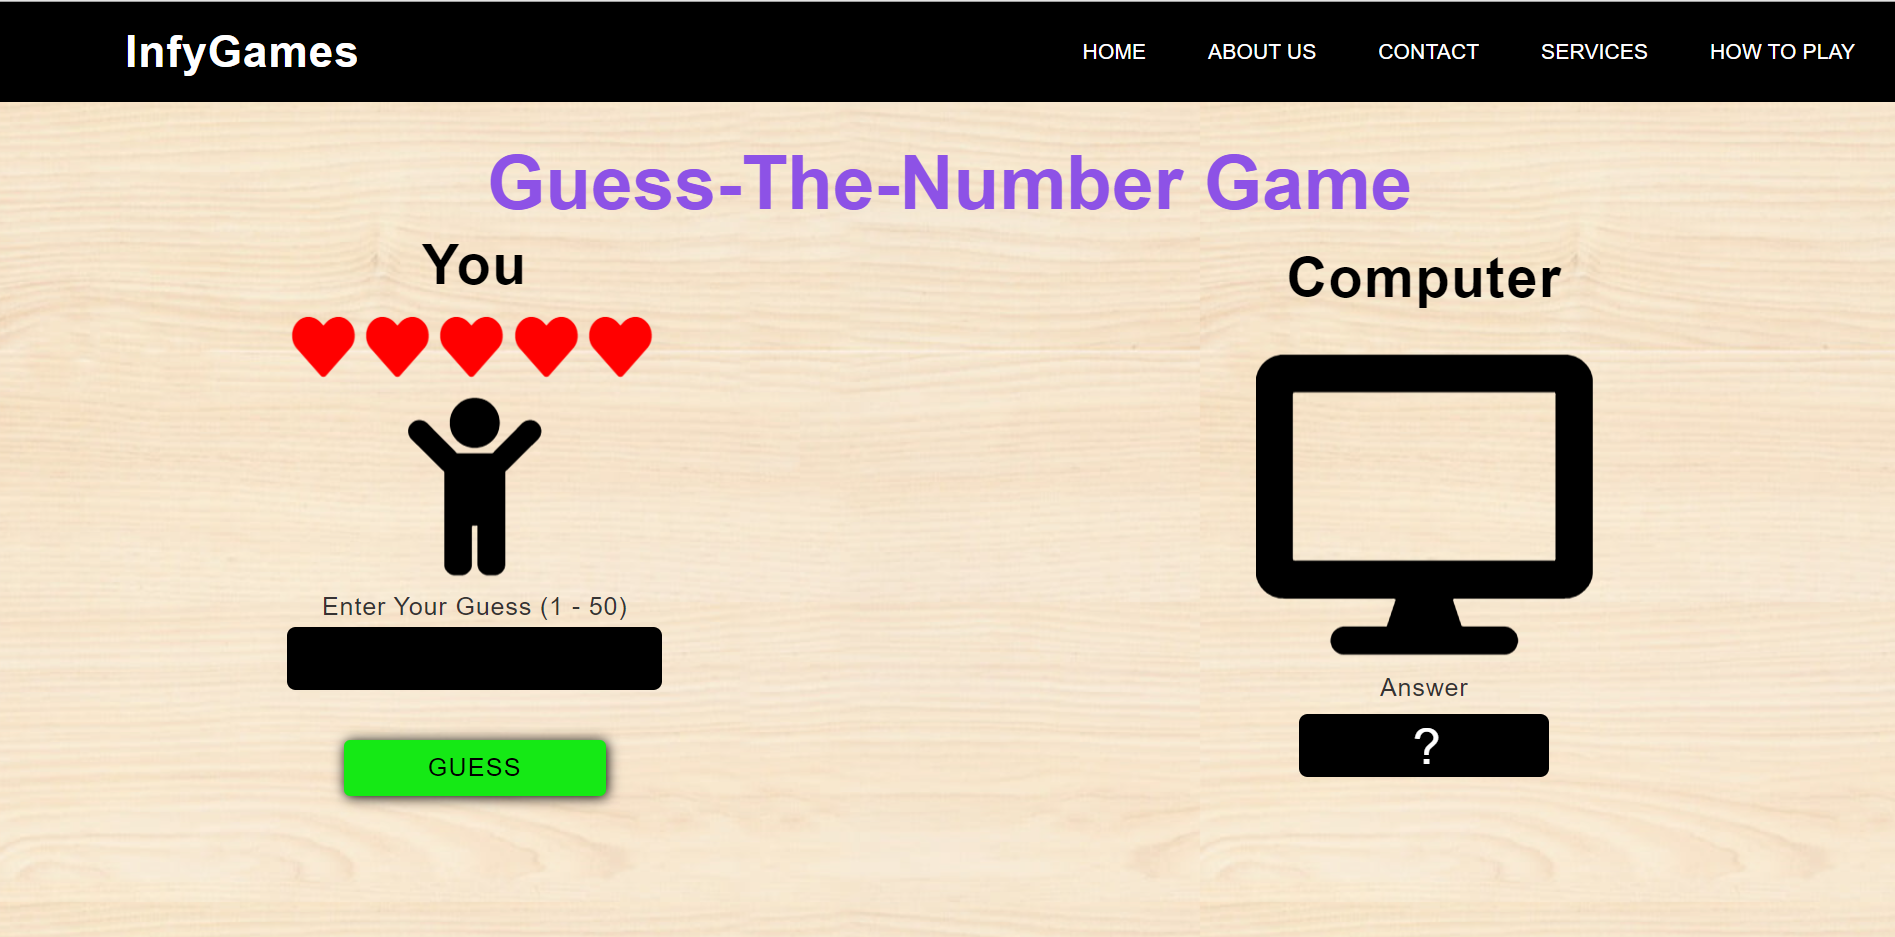 InfyGames
HOME ABOUT US CONTACT SERVICES HOW TO PLAY
Guess-The-Number Game
You
Enter Your Guess (1 - 50)
GUESS
Computer
Answer
?